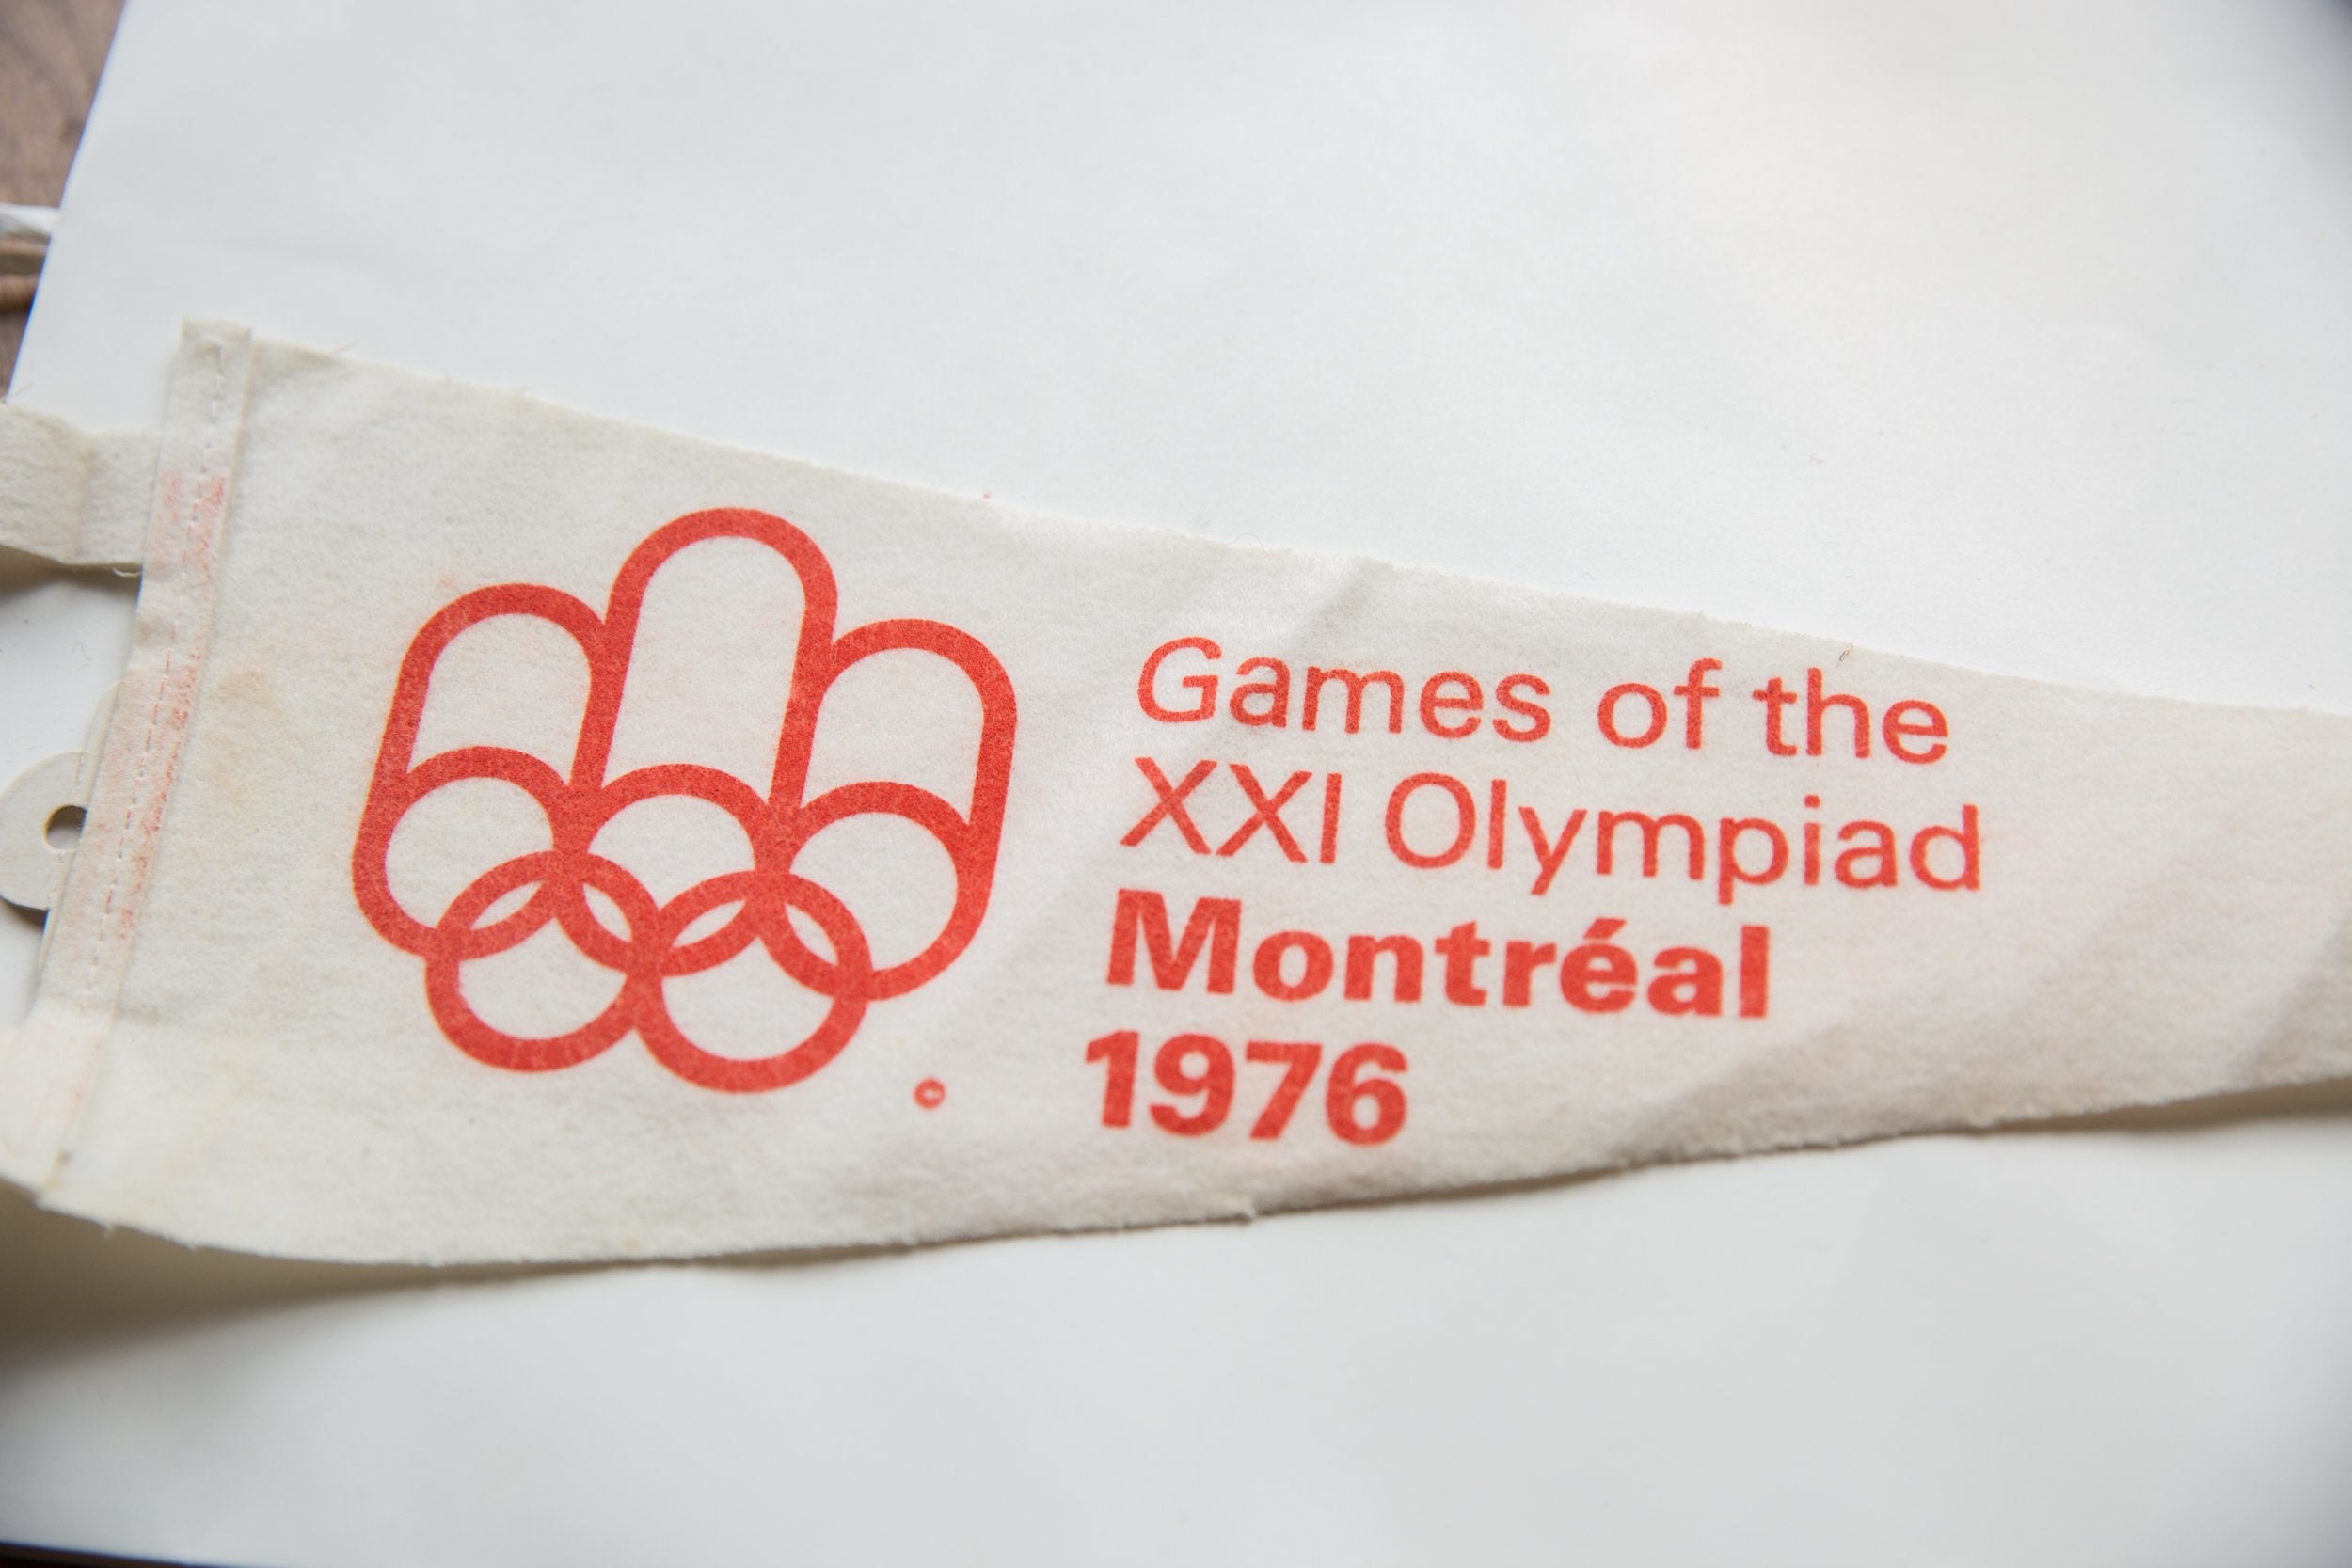 Games of the
XXI Olympiad
Montréal
1976
©